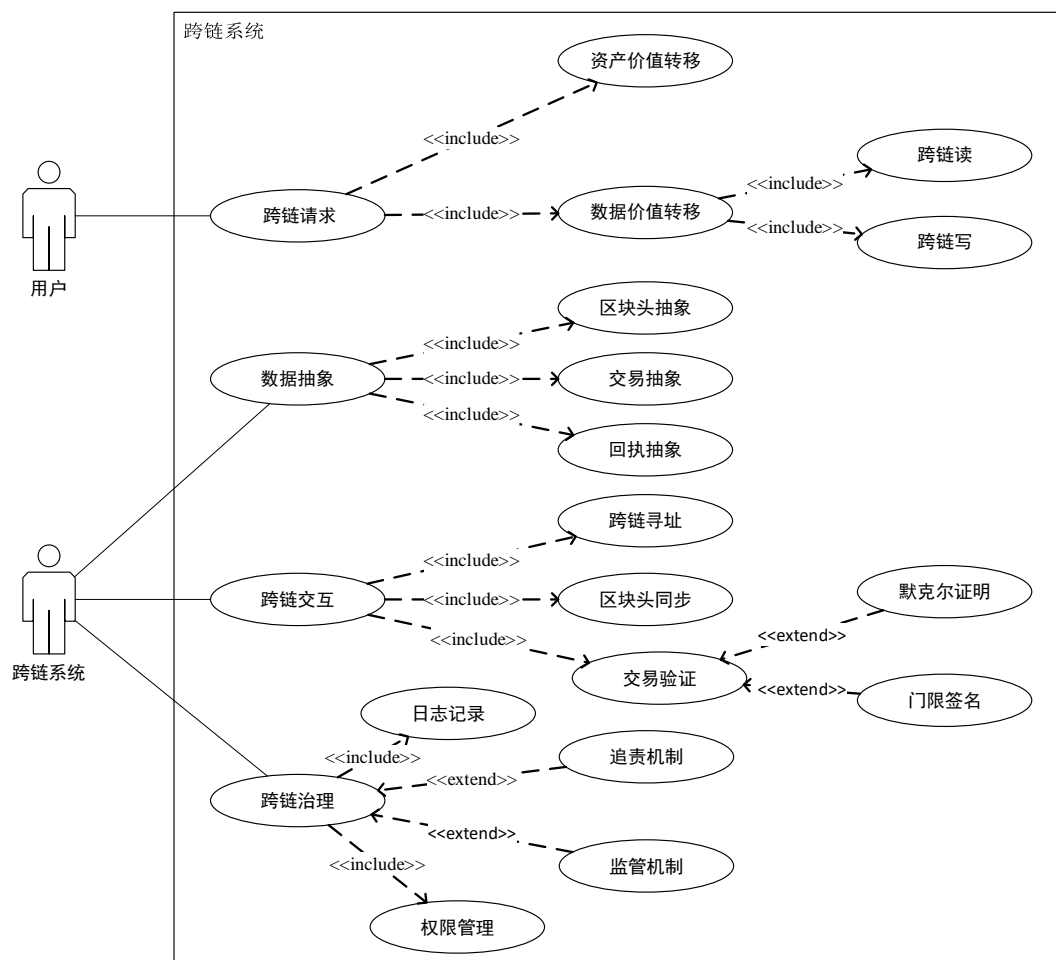 跨链系统
资产价值转移
<<include>>
跨链读
<<include>>
跨链请求
<<include>>
数据价值转移
<<include>>
跨链写
用户
区块头抽象
<<include>>
数据抽象
<<include>>
交易抽象
<<include>>
回执抽象
跨链寻址
<<include>>
跨链交互
<<include>>
区块头同步
默克尔证明
<<include>>
<<extend>>
跨链系统
交易验证
<<extend>>
门限签名
日志记录
<<include>>
追责机制
<<extend>>
跨链治理
<<extend>>
<<include>>
监管机制
权限管理